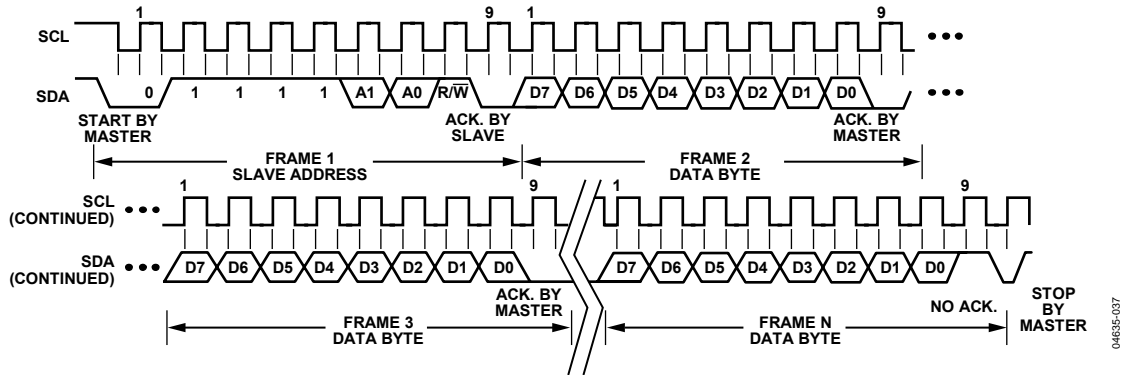 1 9 1 9
SCL
SDA 0 1 1 1 1 A1 A0 R/W̅ D7 D6 D5 D4 D3 D2 D1 D0
START BY MASTER
ACK. BY SLAVE
ACK. BY MASTER
FRAME 1
SLAVE ADDRESS
FRAME 2
DATA BYTE
1 9 1 9
SCL
(CONTINUED)
SDA
(CONTINUED)
D7 D6 D5 D4 D3 D2 D1 D0 D7 D6 D5 D4 D3 D2 D1 D0
ACK. BY
MASTER
NO ACK.
STOP
BY
MASTER
FRAME 3
DATA BYTE
FRAME N
DATA BYTE
04635-037